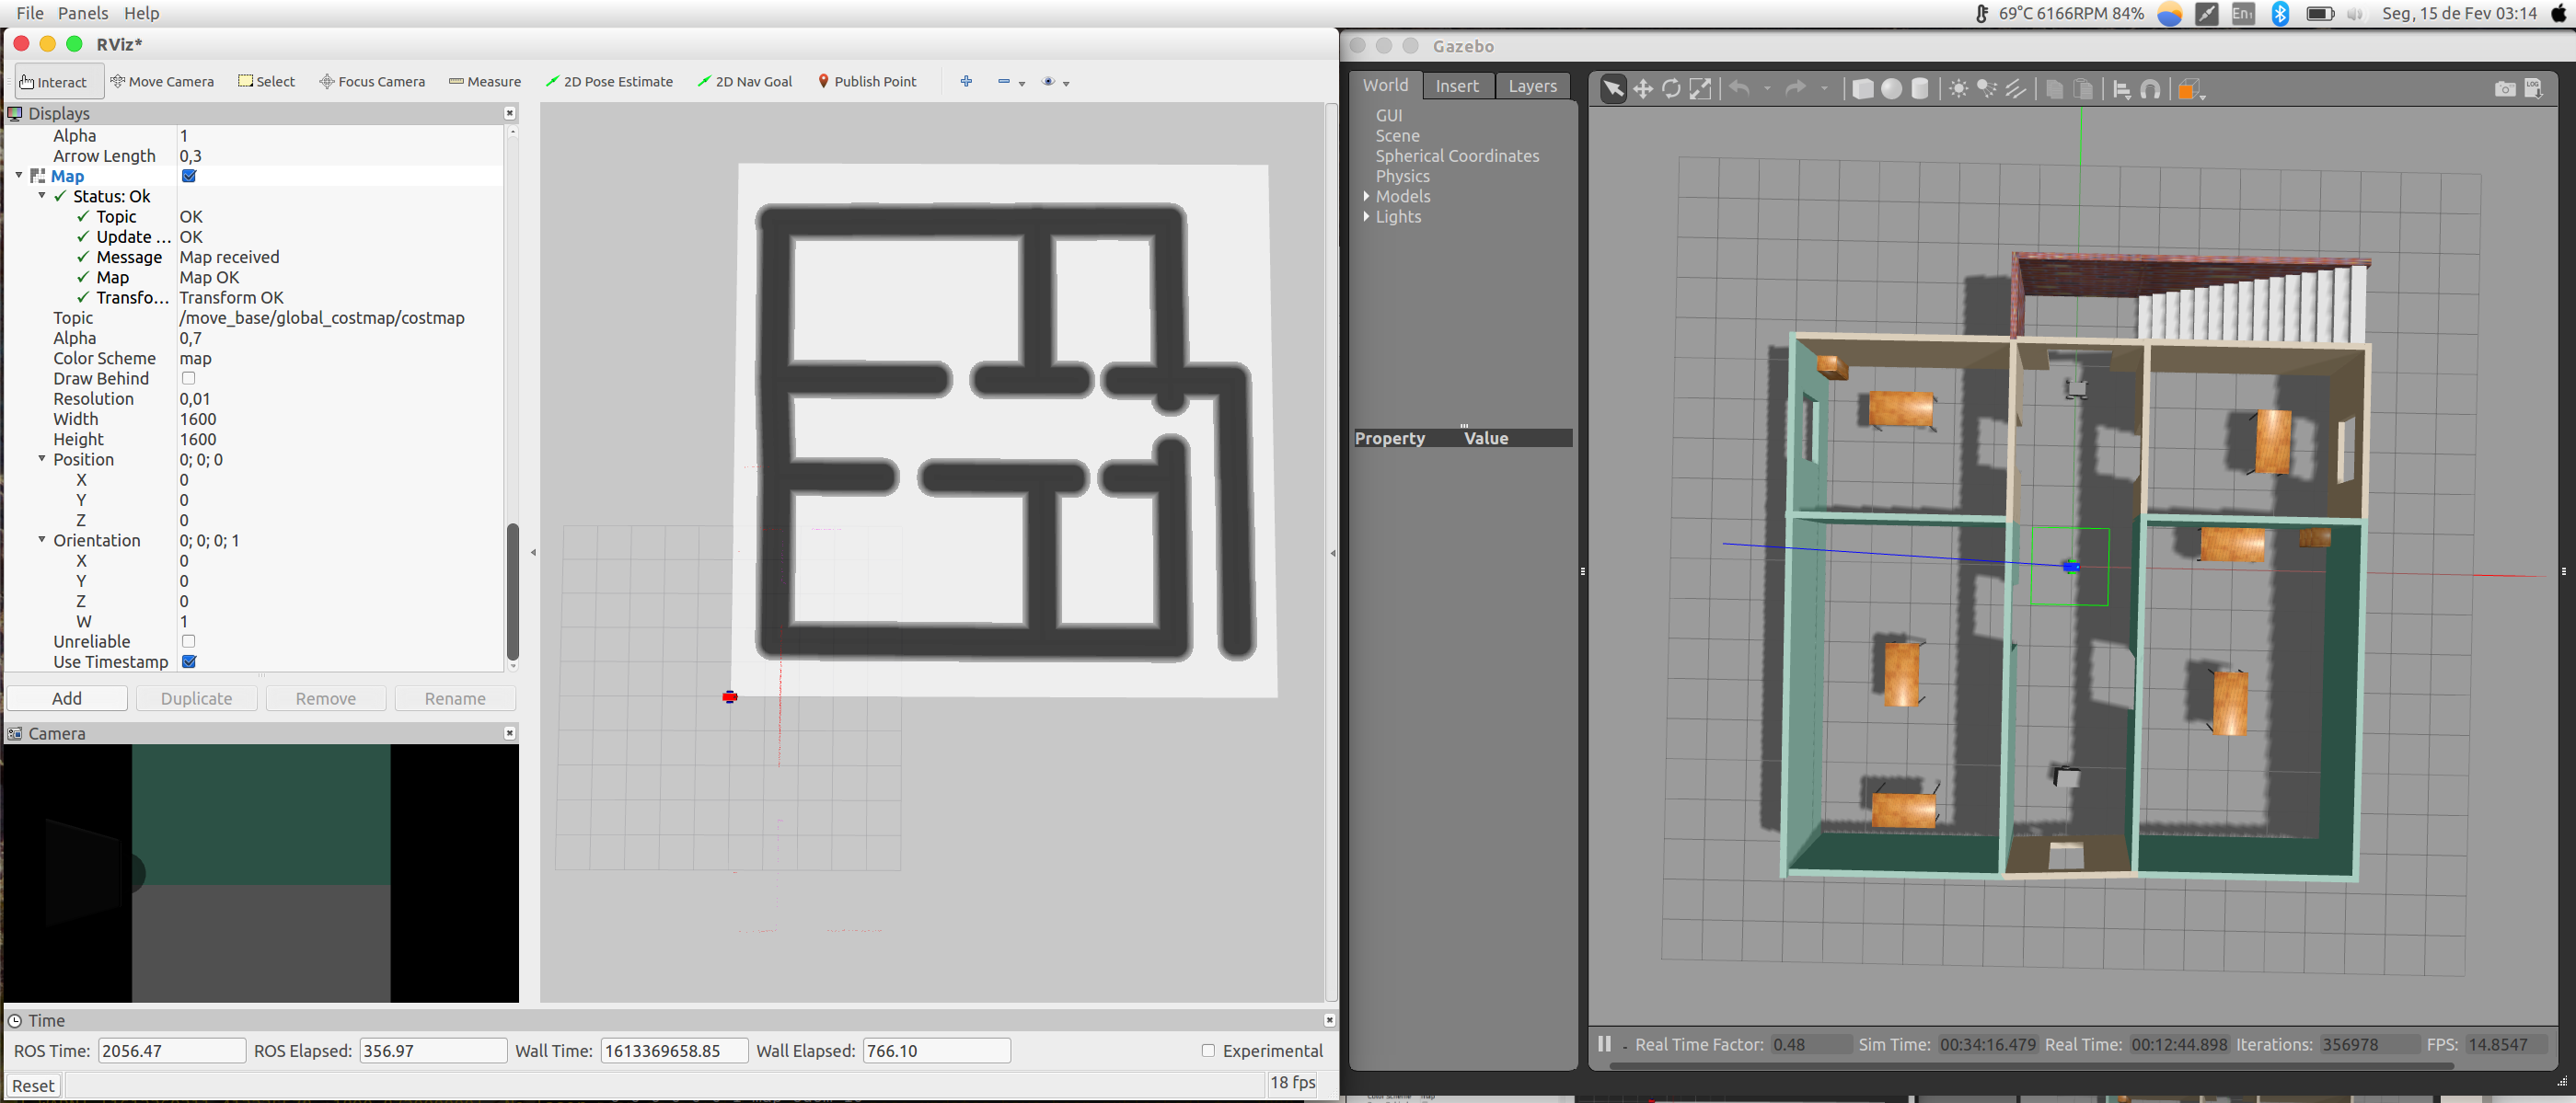 File Panels Help
69°C 6166RPM 84% En₁ Seg, 15 de Fev 03:14
RViz*
Interact Move Camera Select Focus Camera Measure 2D Pose Estimate 2D Nav Goal Publish Point
Displays
Alpha 1
Arrow Length 0,3
Map
Status: Ok
Topic OK
Update ... OK
Message Map received
Map Map OK
Transfo... Transform OK
Topic /move_base/global_costmap/costmap
Alpha 0,7
Color Scheme map
Draw Behind
Resolution 0,01
Width 1600
Height 1600
Position 0; 0; 0
X 0
Y 0
Z 0
Orientation 0; 0; 0; 1
X 0
Y 0
Z 0
W 1
Unreliable
Use Timestamp
Add Duplicate Remove Rename
Camera
Time
ROS Time: 2056.47 ROS Elapsed: 356.97 Wall Time: 1613369658.85 Wall Elapsed: 766.10 Experimental
Reset 18 fps
Gazebo
World Insert Layers
GUI
Scene
Spherical Coordinates
Physics
Models
Lights
Property Value
LOG
Real Time Factor: 0.48 Sim Time: 00:34:16.479 Real Time: 00:12:44.898 Iterations: 356978 FPS: 14.8547